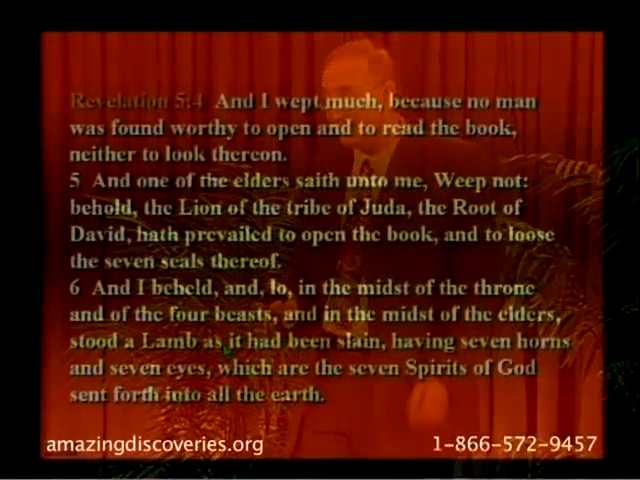 Revelation 5:4 And I wept much, because no man
was found worthy to open and to read the book,
neither to look thereon.
5 And one of the elders saith unto me, Weep not:
behold, the Lion of the tribe of Juda, the Root of
David, hath prevailed to open the book, and to loose
the seven seals thereof.
6 And I beheld, and, lo, in the midst of the throne
and of the four beasts, and in the midst of the elders,
stood a Lamb as it had been slain, having seven horns
and seven eyes, which are the seven Spirits of God
sent forth into all the earth.
amazingdiscoveries.org
1-866-572-9457